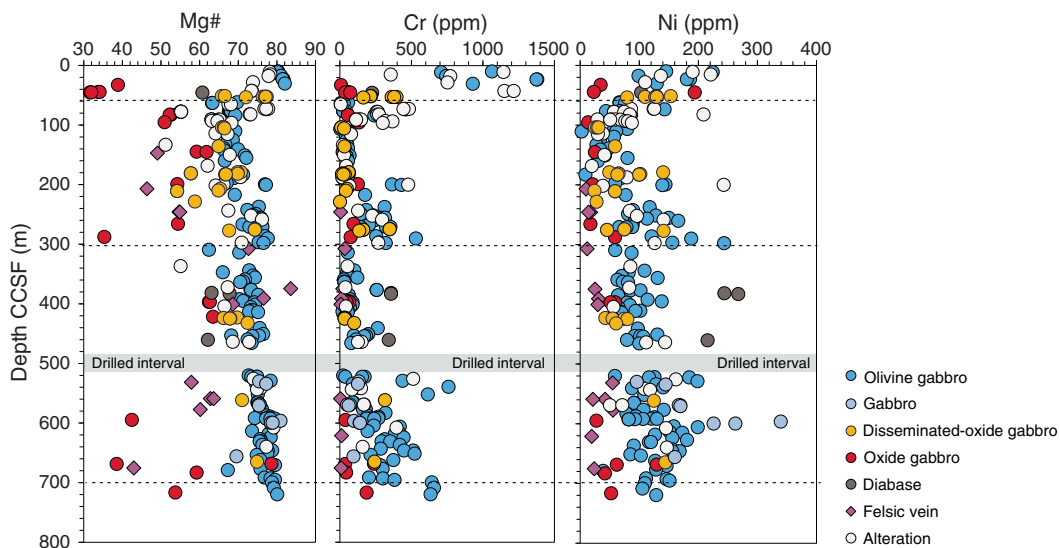 Mg# Cr (ppm) Ni (ppm)
30 40 50 60 70 80 90 0 500 1000 1500 0 100 200 300 400
0
100
200
300
400
500
600
700
800
Depth CCSF (m)
Drilled interval Drilled interval Drilled interval
Olivine gabbro
Gabbro
Disseminated-oxide gabbro
Oxide gabbro
Diabase
Felsic vein
Alteration